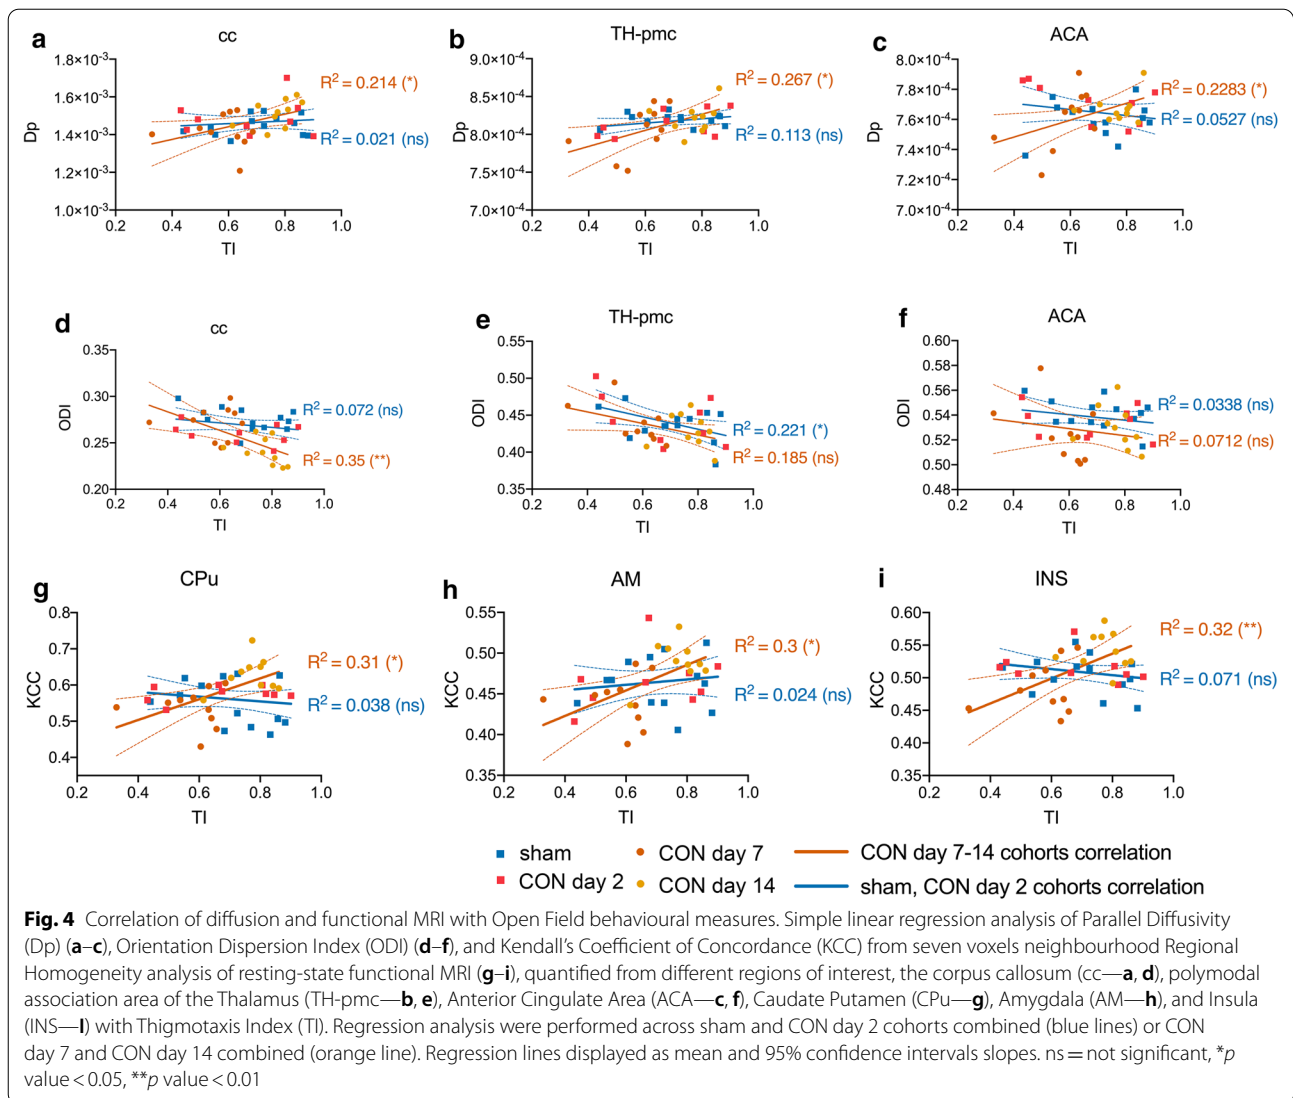 a
cc
1.8×10-3
1.6×10-3
1.4×10-3
1.2×10-3
1.0×10-3
Dp
0.2 0.4 0.6 0.8 1.0
TI
R2 = 0.214 (*)
R2 = 0.021 (ns)
b
TH-pmc
9.0×10-4
8.5×10-4
8.0×10-4
7.5×10-4
7.0×10-4
Dp
0.2 0.4 0.6 0.8 1.0
TI
R2 = 0.267 (*)
R2 = 0.113 (ns)
c
ACA
8.0×10-4
7.8×10-4
7.6×10-4
7.4×10-4
7.2×10-4
7.0×10-4
Dp
0.2 0.4 0.6 0.8 1.0
TI
R2 = 0.2283 (*)
R2 = 0.0527 (ns)
d
cc
0.35
0.30
0.25
0.20
ODI
0.2 0.4 0.6 0.8 1.0
TI
R2 = 0.072 (ns)
R2 = 0.35 (**)
e
TH-pmc
0.55
0.50
0.45
0.40
0.35
ODI
0.2 0.4 0.6 0.8 1.0
TI
R2 = 0.221 (*)
R2 = 0.185 (ns)
f
ACA
0.60
0.58
0.56
0.54
0.52
0.50
0.48
ODI
0.2 0.4 0.6 0.8 1.0
TI
R2 = 0.0338 (ns)
R2 = 0.0712 (ns)
g
CPu
0.8
0.7
0.6
0.5
0.4
KCC
0.2 0.4 0.6 0.8 1.0
TI
R2 = 0.31 (*)
R2 = 0.038 (ns)
h
AM
0.55
0.50
0.45
0.40
0.35
KCC
0.2 0.4 0.6 0.8 1.0
TI
R2 = 0.3 (*)
R2 = 0.024 (ns)
i
INS
0.60
0.55
0.50
0.45
0.40
0.35
KCC
0.2 0.4 0.6 0.8 1.0
TI
R2 = 0.32 (**)
R2 = 0.071 (ns)
sham CON day 7 CON day 7-14 cohorts correlation
CON day 2 CON day 14 sham, CON day 2 cohorts correlation
Fig. 4 Correlation of diffusion and functional MRI with Open Field behavioural measures. Simple linear regression analysis of Parallel Diffusivity
(Dp) (a–c), Orientation Dispersion Index (ODI) (d–f), and Kendall's Coefficient of Concordance (KCC) from seven voxels neighbourhood Regional
Homogeneity analysis of resting-state functional MRI (g–i), quantified from different regions of interest, the corpus callosum (cc—a, d), polymodal
association area of the Thalamus (TH-pmc—b, e), Anterior Cingulate Area (ACA—c, f), Caudate Putamen (CPu—g), Amygdala (AM—h), and Insula
(INS—I) with Thigmotaxis Index (TI). Regression analysis were performed across sham and CON day 2 cohorts combined (blue lines) or CON
day 7 and CON day 14 combined (orange line). Regression lines displayed as mean and 95% confidence intervals slopes. ns = not significant, *p
value < 0.05, **p value < 0.01